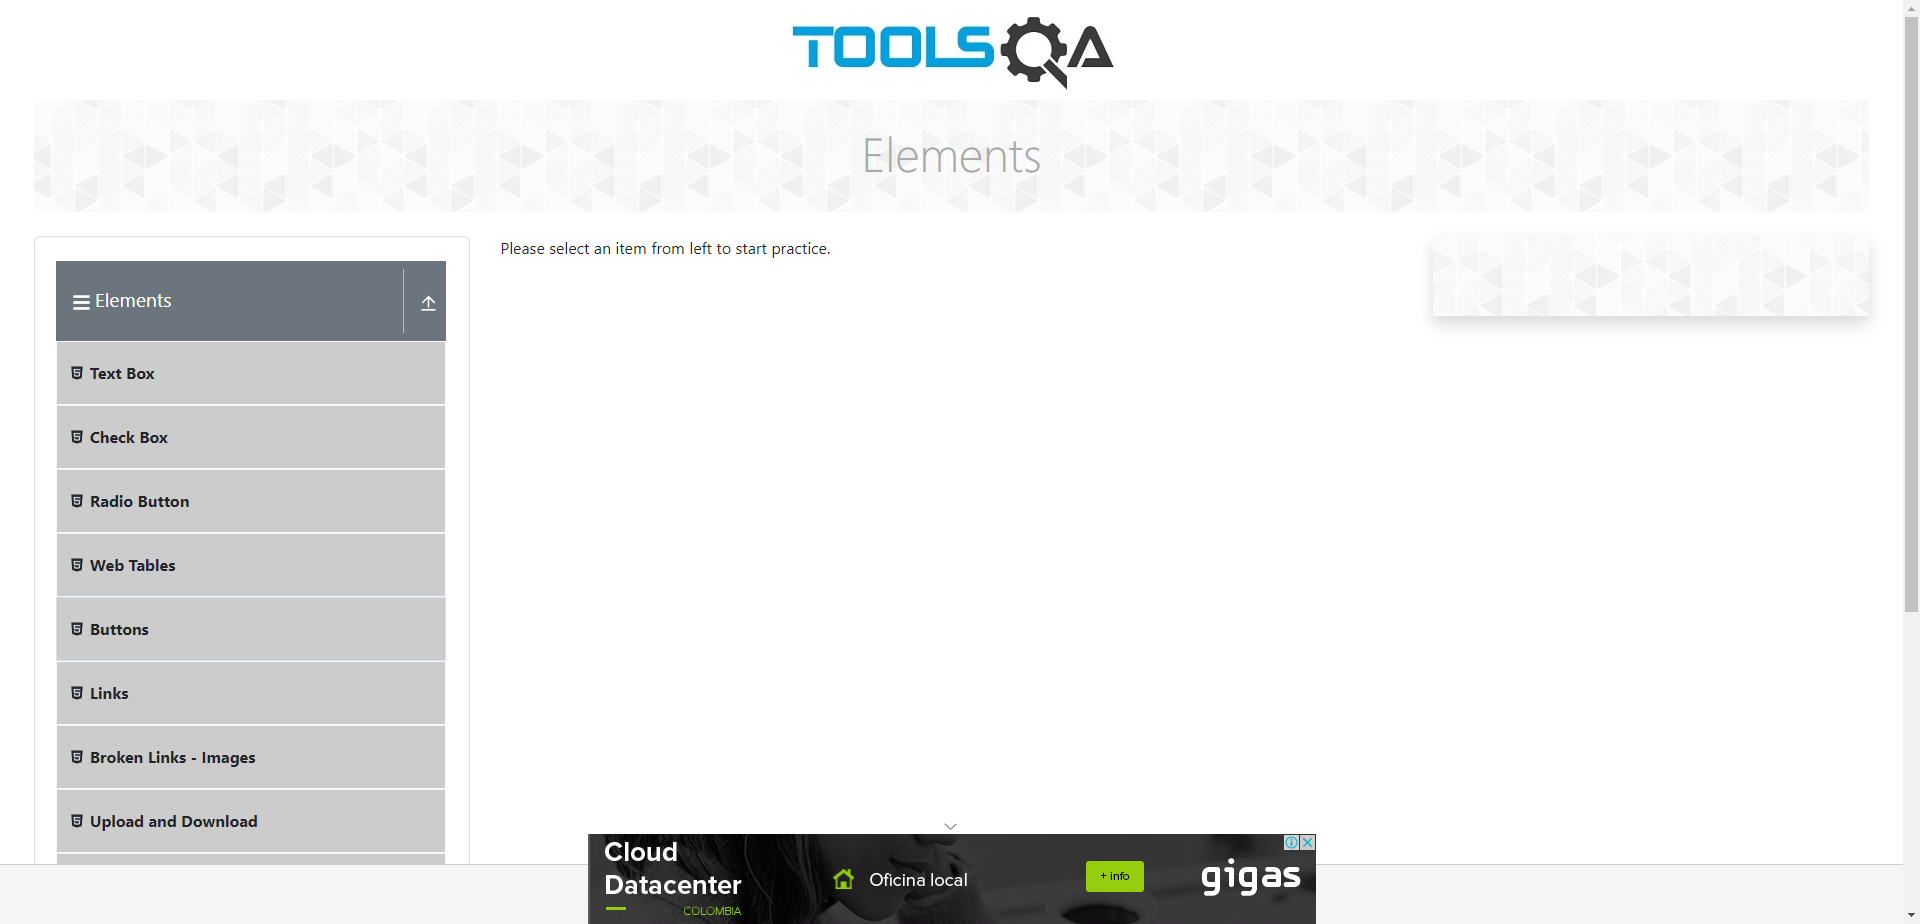 TOOLSQA
Elements
Please select an item from left to start practice.
Elements
Text Box
Check Box
Radio Button
Web Tables
Buttons
Links
Broken Links - Images
Upload and Download
Cloud
Datacenter
COLOMBIA
Oficina local
+ info
gigas